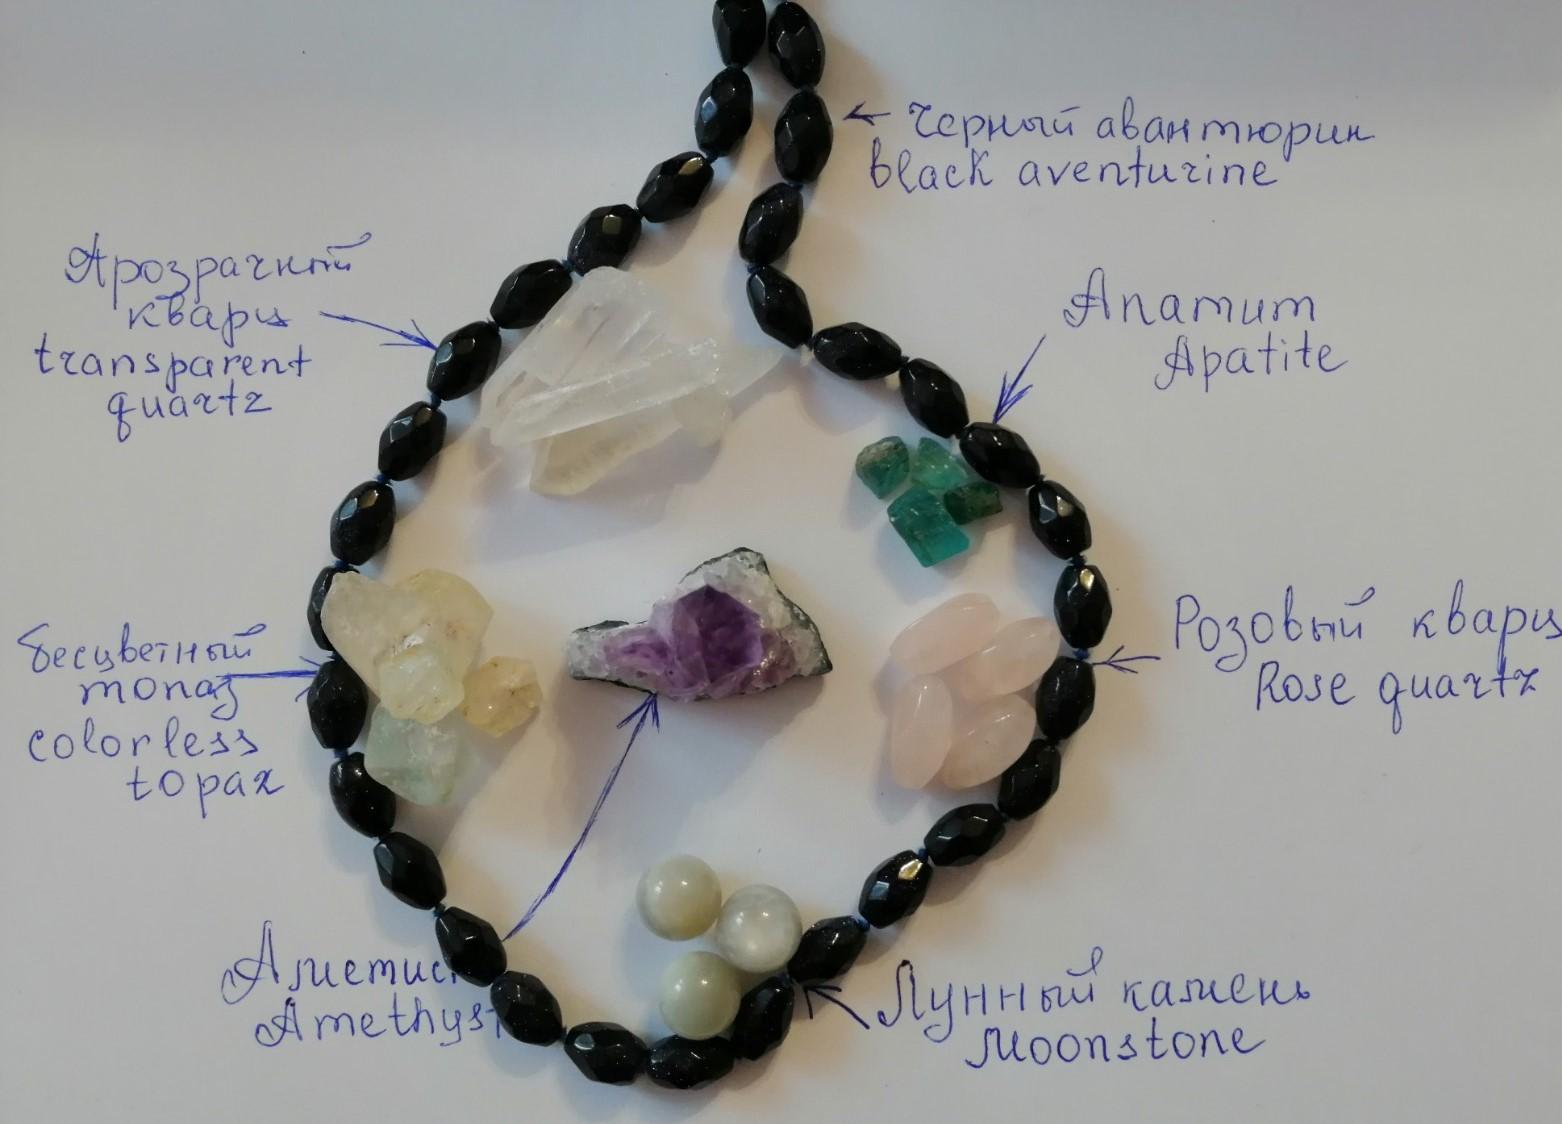 Черный авантюрин
black aventurine
Прозрачный
кварц
transparent
quartz
Апатит
Apatite
Бесцветный
топаз
colorless
topaz
Розовый кварц
Rose quartz
Аметис
Amethyst
Лунный камень
Moonstone